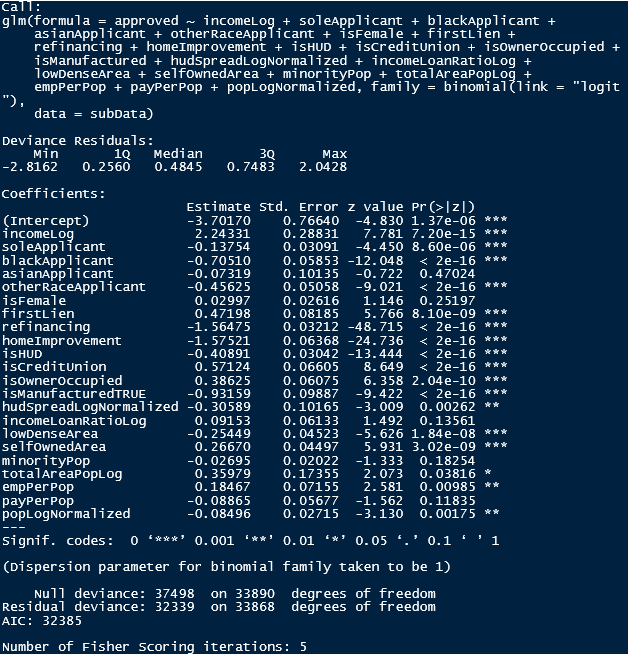 Call:
glm(formula = approved ~ incomeLog + soleApplicant + blackApplicant +
    asianApplicant + otherRaceApplicant + isFemale + firstLien +
    refinancing + homeImprovement + isHUD + isCreditUnion + isOwnerOccupied +
    isManufactured + hudSpreadLogNormalized + incomeLoanRatioLog +
    lowDenseArea + selfOwnedArea + minorityPop + totalAreaPopLog +
    empPerPop + payPerPop + popLogNormalized, family = binomial(link = "logit
"),
    data = subData)

Deviance Residuals:
    Min       1Q   Median       3Q      Max
-2.8162   0.2560   0.4845   0.7483   2.0428

Coefficients:
                       Estimate Std. Error z value Pr(>|z|)
(Intercept)            -3.70170    0.76640  -4.830 1.37e-06 ***
incomeLog               2.24331    0.28831   7.781 7.20e-15 ***
soleApplicant          -0.13754    0.03091  -4.450 8.60e-06 ***
blackApplicant         -0.70510    0.05853 -12.048  < 2e-16 ***
asianApplicant         -0.07319    0.10135  -0.722  0.47024
otherRaceApplicant     -0.45625    0.05058  -9.021  < 2e-16 ***
isFemale                0.02997    0.02616   1.146  0.25197
firstLien               0.47198    0.08185   5.766 8.10e-09 ***
refinancing            -1.56475    0.03212 -48.715  < 2e-16 ***
homeImprovement        -1.57521    0.06368 -24.736  < 2e-16 ***
isHUD                  -0.40891    0.03042 -13.444  < 2e-16 ***
isCreditUnion           0.57124    0.06605   8.649  < 2e-16 ***
isOwnerOccupied         0.38625    0.06075   6.358 2.04e-10 ***
isManufacturedTRUE     -0.93159    0.09887  -9.422  < 2e-16 ***
hudSpreadLogNormalized -0.30589    0.10165  -3.009  0.00262 **
incomeLoanRatioLog      0.09153    0.06133   1.492  0.13561
lowDenseArea           -0.25449    0.04523  -5.626 1.84e-08 ***
selfOwnedArea           0.26670    0.04497   5.931 3.02e-09 ***
minorityPop            -0.02695    0.02022  -1.333  0.18254
totalAreaPopLog         0.35979    0.17355   2.073  0.03816 *
empPerPop               0.18467    0.07155   2.581  0.00985 **
payPerPop              -0.08865    0.05677  -1.562  0.11835
popLogNormalized       -0.08496    0.02715  -3.130  0.00175 **
---
Signif. codes:  0 ‘***’ 0.001 ‘**’ 0.01 ‘*’ 0.05 ‘.’ 0.1 ‘ ’ 1

(Dispersion parameter for binomial family taken to be 1)

    Null deviance: 37498  on 33890  degrees of freedom
Residual deviance: 32339  on 33868  degrees of freedom
AIC: 32385

Number of Fisher Scoring iterations: 5